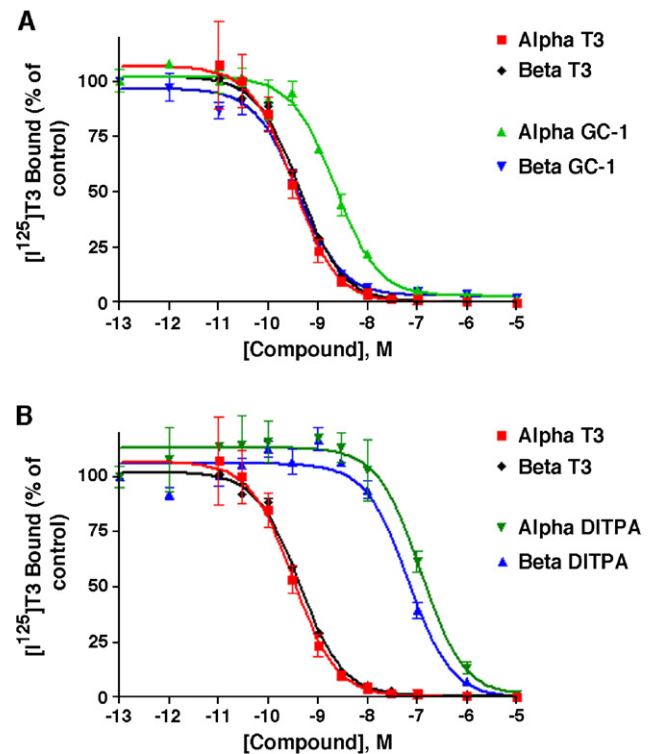 A
[I¹²⁵]T3 Bound (% of
control)
100
75
50
25
0
-13 -12 -11 -10 -9 -8 -7 -6 -5
[Compound], M
Alpha T3
Beta T3
Alpha GC-1
Beta GC-1
B
[I¹²⁵]T3 Bound (% of
control)
100
75
50
25
0
-13 -12 -11 -10 -9 -8 -7 -6 -5
[Compound], M
Alpha T3
Beta T3
Alpha DITPA
Beta DITPA